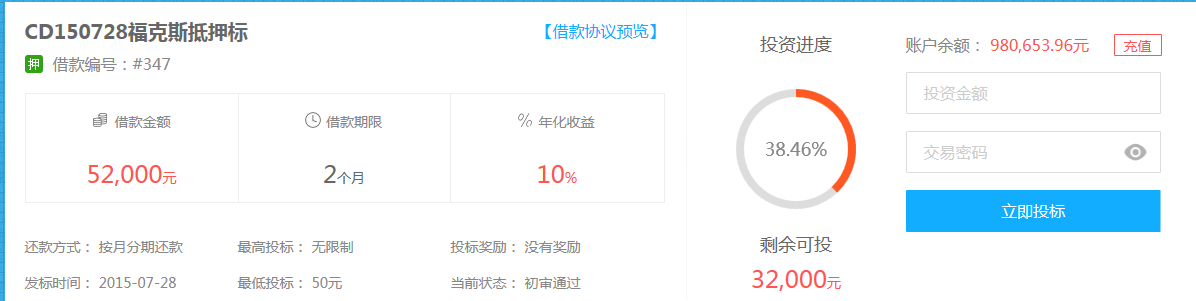 CD150728福克斯抵押标
【借款协议预览】
押 借款编号：#347
借款金额
52,000元
借款期限
2个月
年化收益
10%
还款方式： 按月分期还款
最高投标： 无限制
投标奖励： 没有奖励
发标时间： 2015-07-28
最低投标： 50元
当前状态： 初审通过
投资进度
38.46%
剩余可投
32,000元
账户余额： 980,653.96元
充值
投资金额
交易密码
立即投标